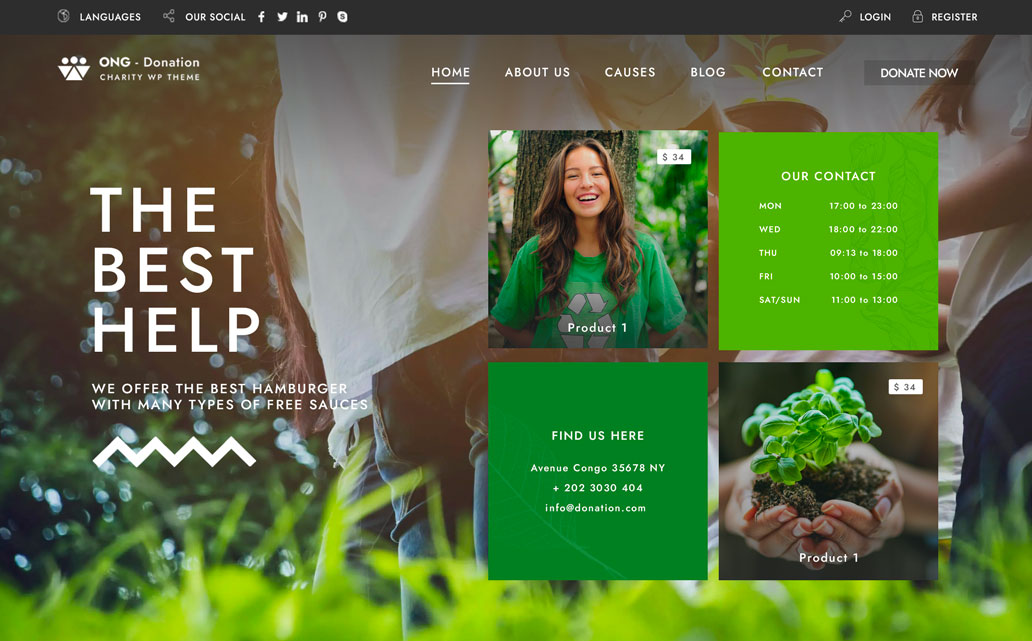 LANGUAGES
OUR SOCIAL
LOGIN
REGISTER
ONG - Donation
CHARITY WP THEME
HOME
ABOUT US
CAUSES
BLOG
CONTACT
DONATE NOW
THE
BEST
HELP
WE OFFER THE BEST HAMBURGER
WITH MANY TYPES OF FREE SAUCES
$ 34
Product 1
OUR CONTACT
MON 17:00 to 23:00
WED 18:00 to 22:00
THU 09:13 to 18:00
FRI 10:00 to 15:00
SAT/SUN 11:00 to 13:00
FIND US HERE
Avenue Congo 35678 NY
+ 202 3030 404
info@donation.com
$ 34
Product 1